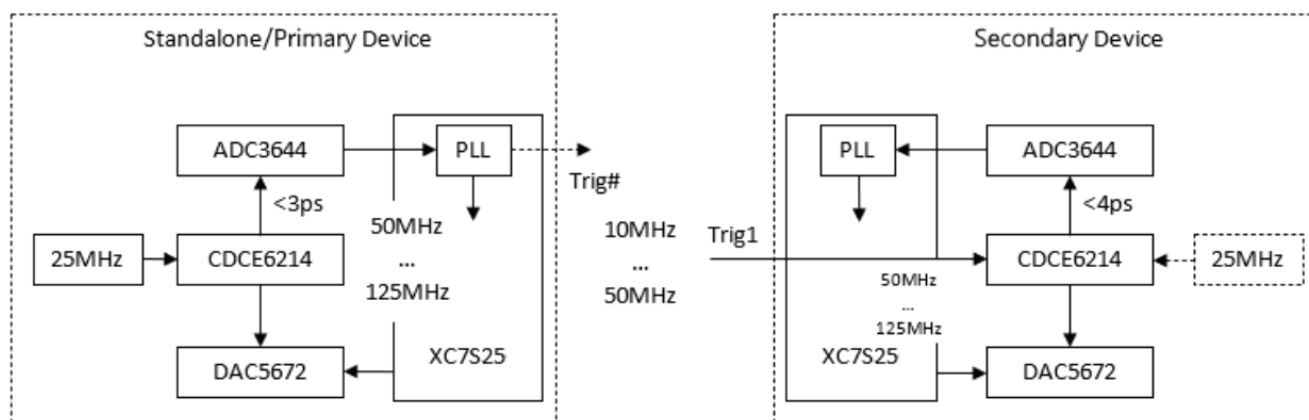 Standalone/Primary Device
ADC3644
PLL
<3ps
Trig#
50MHz
25MHz
CDCE6214
...
125MHz
DAC5672
XC7S25
10MHz
...
50MHz
Secondary Device
PLL
ADC3644
<4ps
Trig1
CDCE6214
25MHz
50MHz
...
125MHz
XC7S25
DAC5672